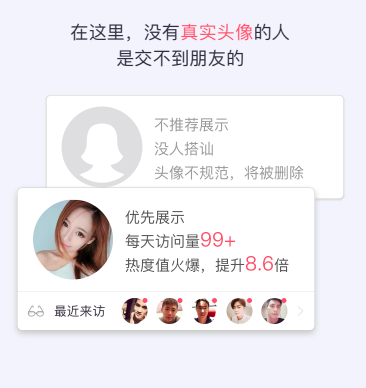 在这里，没有真实头像的人
是交不到朋友的
不推荐展示
没人搭讪
头像不规范，将被删除
优先展示
每天访问量99+
热度值火爆，提升8.6倍
最近来访